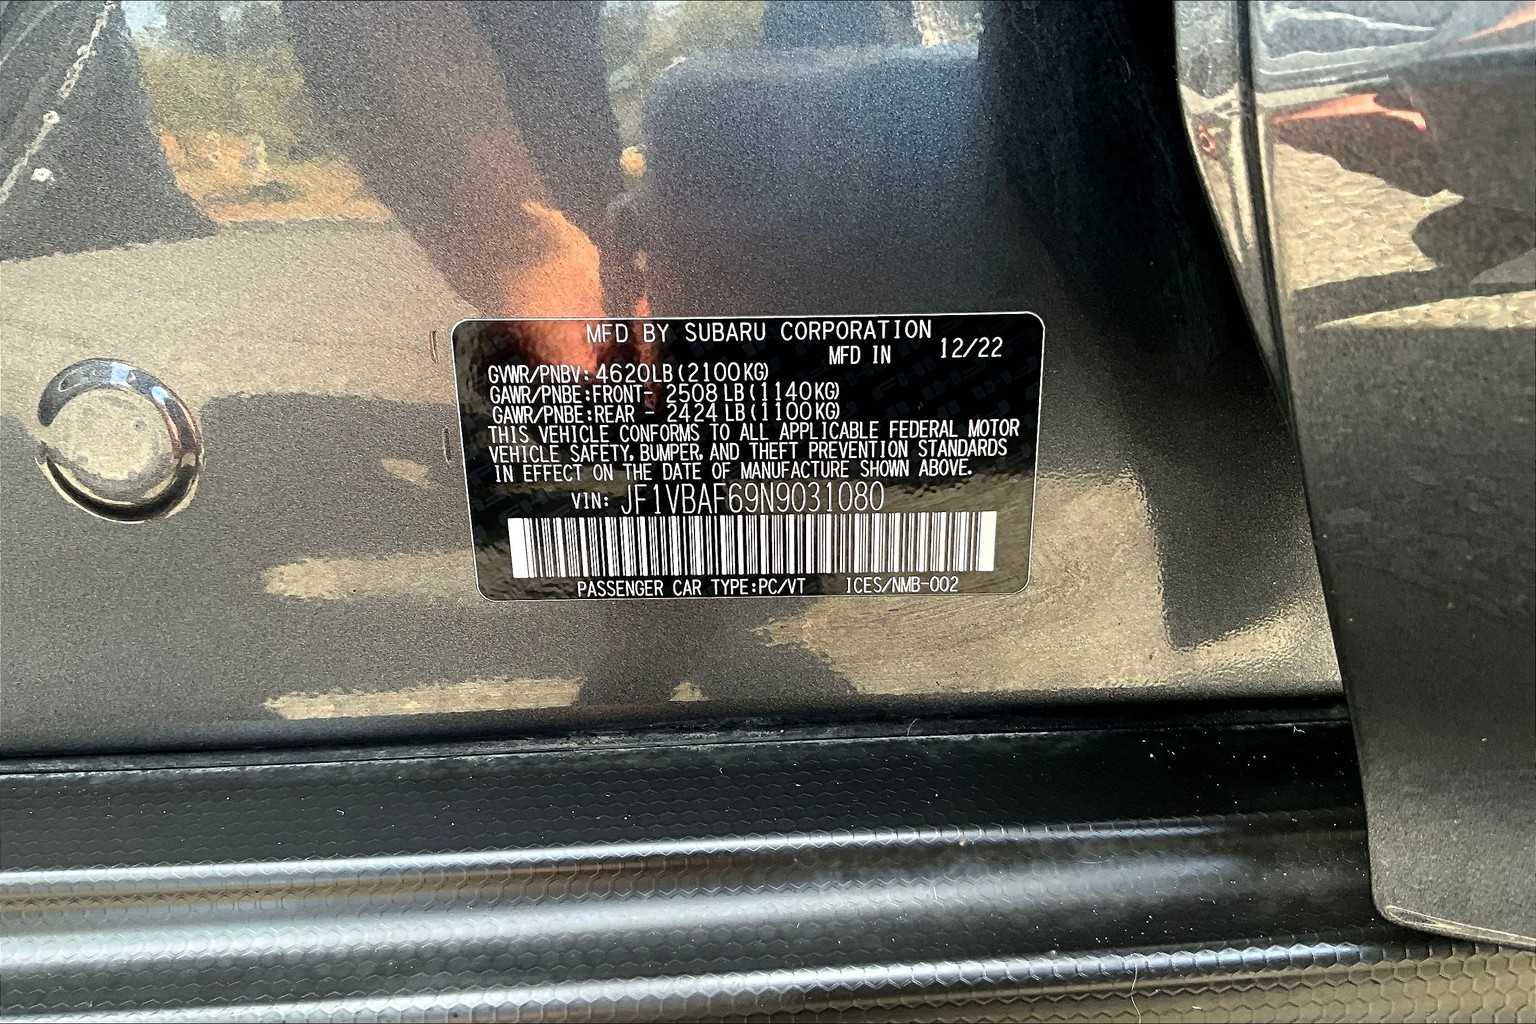 MFD BY SUBARU CORPORATION
MFD IN 12/22
GVWR/PNBV: 4620LB(2100KG)
GAWR/PNBE:FRONT- 2508 LB(1140KG)
GAWR/PNBE:REAR - 2424 LB(1100KG)
THIS VEHICLE CONFORMS TO ALL APPLICABLE FEDERAL MOTOR
VEHICLE SAFETY, BUMPER, AND THEFT PREVENTION STANDARDS
IN EFFECT ON THE DATE OF MANUFACTURE SHOWN ABOVE.
VIN: JF1VBAF69N9031080
PASSENGER CAR TYPE:PC/VT ICES/NMB-002